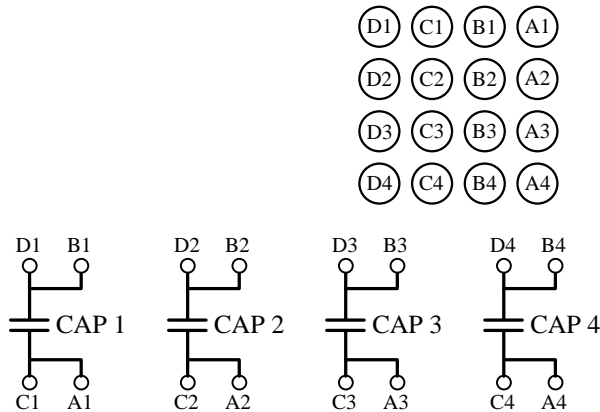 D1 C1 B1 A1
D2 C2 B2 A2
D3 C3 B3 A3
D4 C4 B4 A4
D1 B1 D2 B2 D3 B3 D4 B4
CAP 1 CAP 2 CAP 3 CAP 4
C1 A1 C2 A2 C3 A3 C4 A4